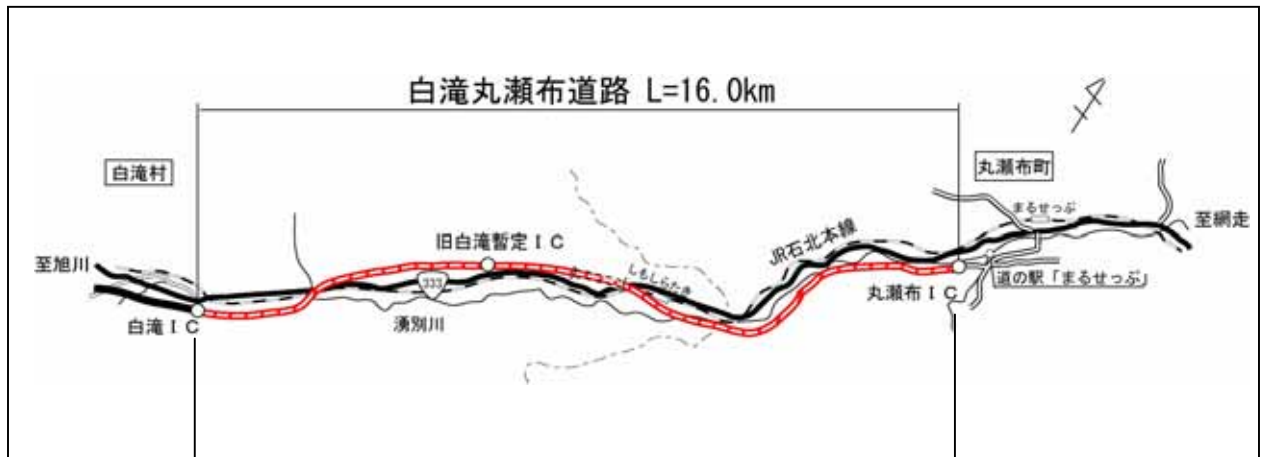 白滝丸瀬布道路 L=16.0km
白滝村
丸瀬布町
まるせっぷ
至網走
JR石北本線
旧白滝暫定IC
至旭川
しもしらたき
333
道の駅「まるせっぷ」
丸瀬布IC
白滝IC
湧別川